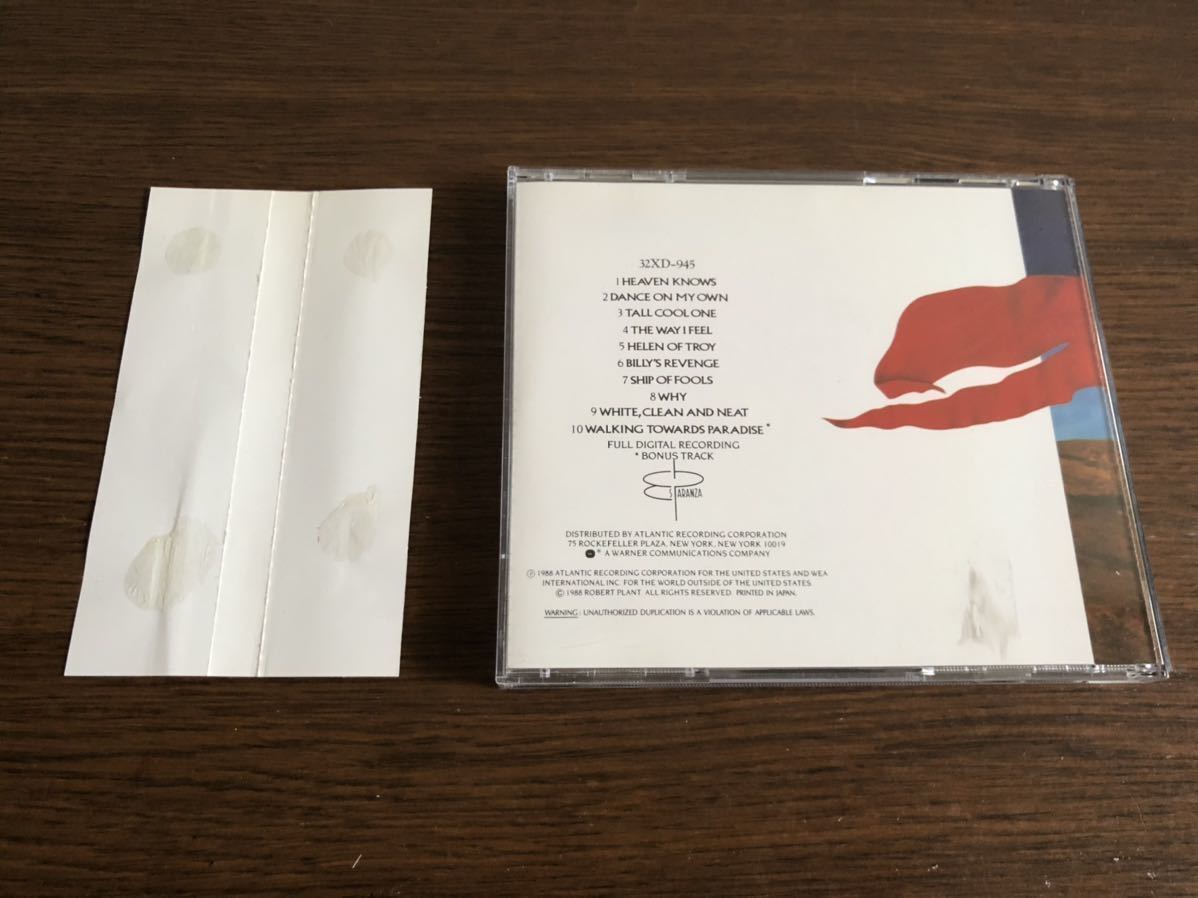 32XD-945
1 HEAVEN KNOWS
2 DANCE ON MY OWN
3 TALL COOL ONE
4 THE WAY I FEEL
5 HELEN OF TROY
6 BILLY'S REVENGE
7 SHIP OF FOOLS
8 WHY
9 WHITE, CLEAN AND NEAT
10 WALKING TOWARDS PARADISE*
FULL DIGITAL RECORDING
* BONUS TRACK
ES PARANZA
DISTRIBUTED BY ATLANTIC RECORDING CORPORATION
75 ROCKEFELLER PLAZA, NEW YORK, NEW YORK 10019
® A WARNER COMMUNICATIONS COMPANY
℗ 1988 ATLANTIC RECORDING CORPORATION FOR THE UNITED STATES AND WEA
INTERNATIONAL INC. FOR THE WORLD OUTSIDE OF THE UNITED STATES.
© 1988 ROBERT PLANT. ALL RIGHTS RESERVED. PRINTED IN JAPAN.
WARNING: UNAUTHORIZED DUPLICATION IS A VIOLATION OF APPLICABLE LAWS.